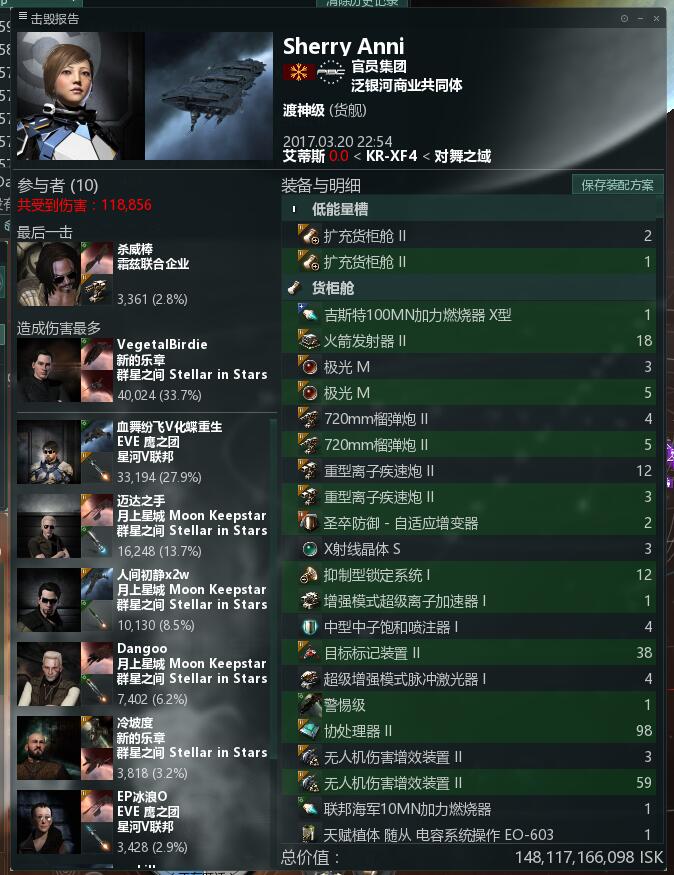 清除历史记录
击毁报告
Sherry Anni
官员集团
泛银河商业共同体
渡神级 (货舰)
2017.03.20 22:54
艾蒂斯 0.0 < KR-XF4 < 对舞之域
参与者 (10)
共受到伤害：118,856
最后一击
杀威棒
霜兹联合企业
3,361 (2.8%)
造成伤害最多
VegetalBirdie
新的乐章
群星之间 Stellar in Stars
40,024 (33.7%)
血舞纷飞V化蝶重生
EVE 鹰之团
星河V联邦
33,194 (27.9%)
迈达之手
月上星城 Moon Keepstar
群星之间 Stellar in Stars
16,248 (13.7%)
人间初静x2w
月上星城 Moon Keepstar
群星之间 Stellar in Stars
10,130 (8.5%)
Dangoo
月上星城 Moon Keepstar
群星之间 Stellar in Stars
7,402 (6.2%)
冷坡度
新的乐章
群星之间 Stellar in Stars
3,818 (3.2%)
EP冰浪O
EVE 鹰之团
星河V联邦
3,428 (2.9%)
装备与明细
保存装配方案
低能量槽
扩充货柜舱 II 2
扩充货柜舱 II 1
货柜舱
吉斯特100MN加力燃烧器 X型 1
火箭发射器 II 18
极光 M 3
极光 M 5
720mm榴弹炮 II 4
720mm榴弹炮 II 5
重型离子疾速炮 II 12
重型离子疾速炮 II 3
圣卒防御 - 自适应增变器 2
X射线晶体 S 3
抑制型锁定系统 I 12
增强模式超级离子加速器 I 1
中型中子饱和喷注器 I 4
目标标记装置 II 38
超级增强模式脉冲激光器 I 4
警惕级 1
协处理器 II 98
无人机伤害增效装置 II 3
无人机伤害增效装置 II 59
联邦海军10MN加力燃烧器 1
天赋植体 随从 电容系统操作 EO-603 1
总价值： 148,117,166,098 ISK